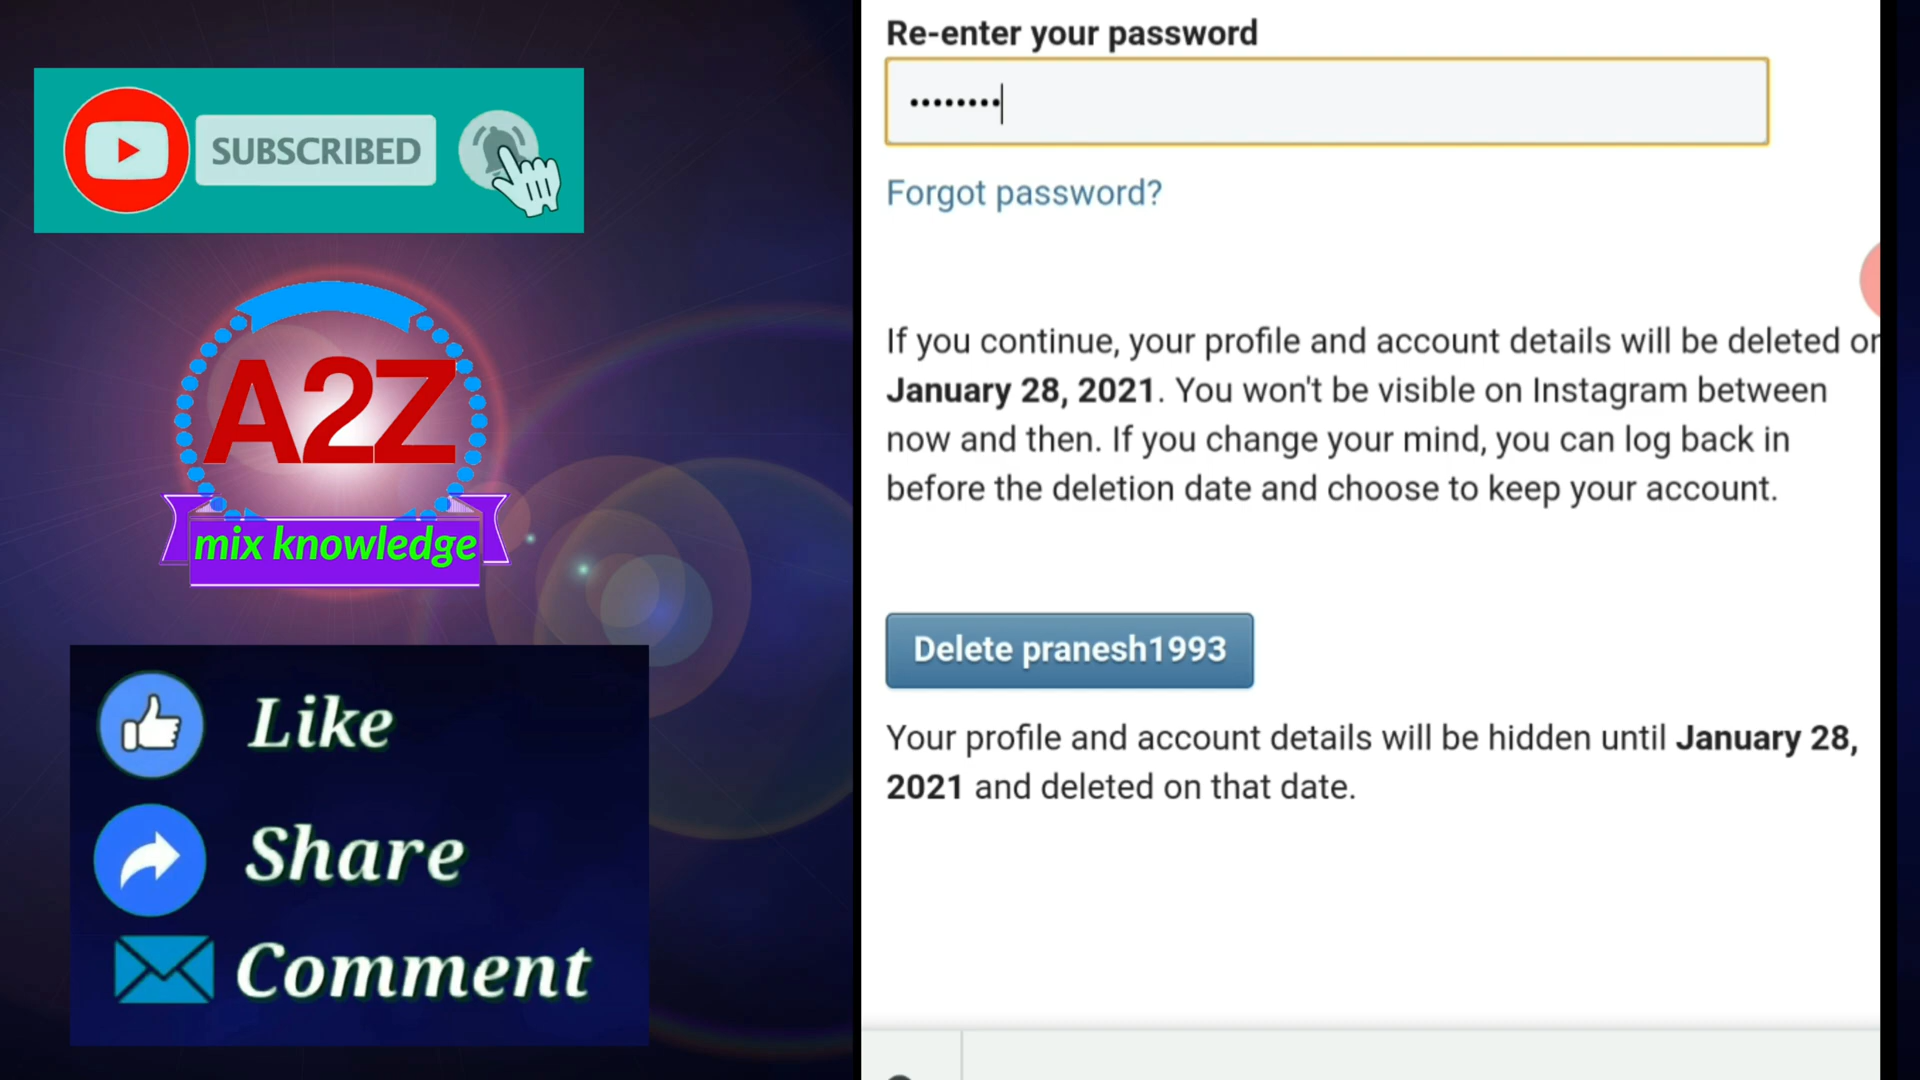 SUBSCRIBED
A2Z
mix knowledge
Like
Share
Comment
Re-enter your password
••••••••
Forgot password?
If you continue, your profile and account details will be deleted on
January 28, 2021. You won't be visible on Instagram between
now and then. If you change your mind, you can log back in
before the deletion date and choose to keep your account.
Delete pranesh1993
Your profile and account details will be hidden until January 28,
2021 and deleted on that date.